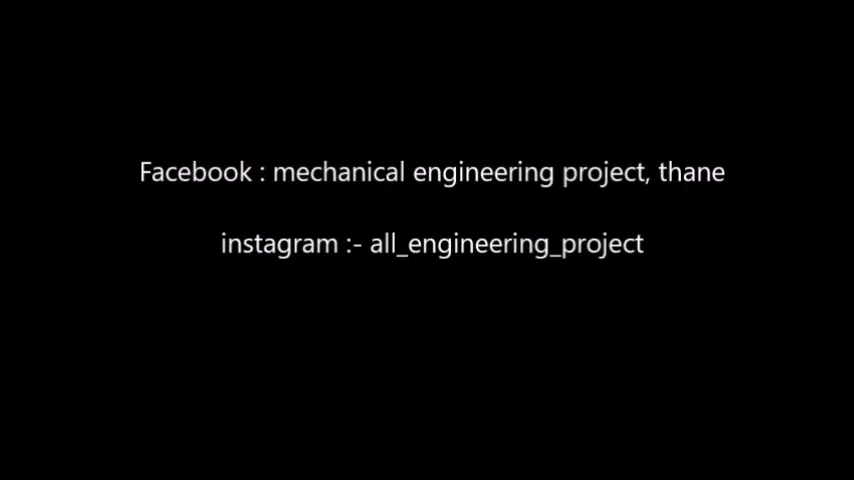 Facebook : mechanical engineering project, thane
instagram :- all_engineering_project